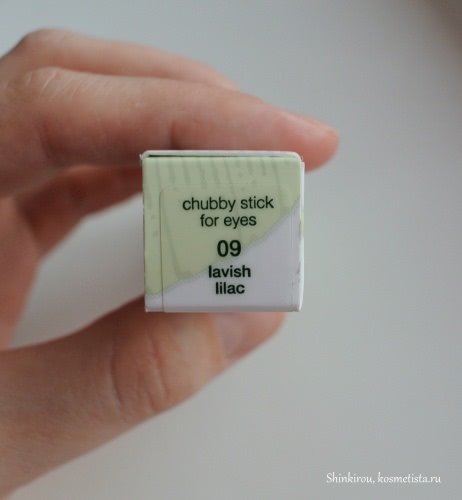 chubby stick
for eyes
09
lavish
lilac
Shinkirou, kosmetista.ru